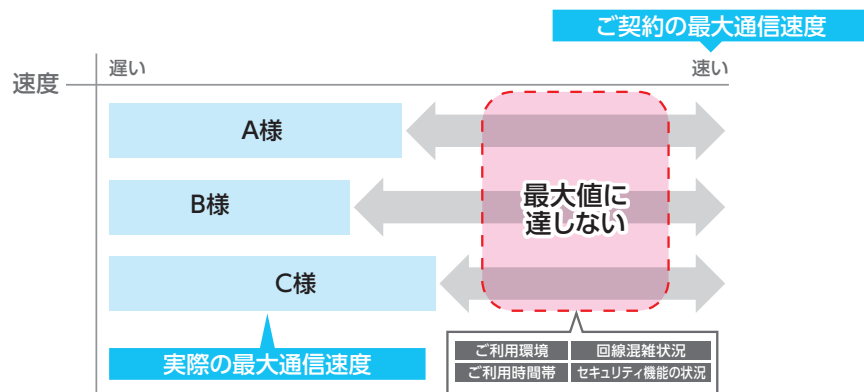 ご契約の最大通信速度
速度
遅い
速い
A様
B様
C様
最大値に
達しない
実際の最大通信速度
ご利用環境
回線混雑状況
ご利用時間帯
セキュリティ機能の状況